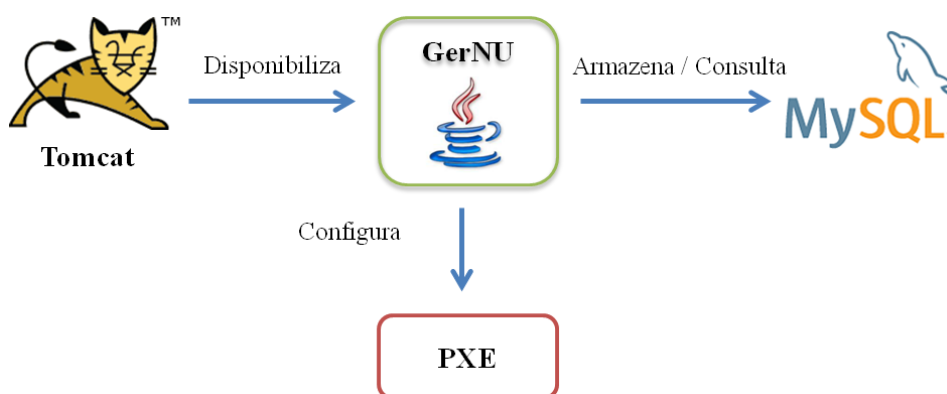 TM
Tomcat
Disponibiliza
GerNU
Armazena / Consulta
MySQL
Configura
PXE